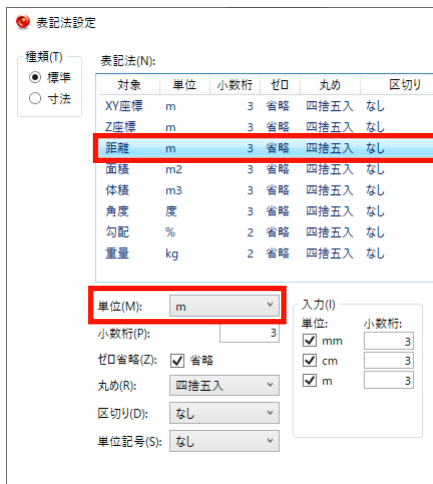 表記法設定
種類(T)
標準
寸法
表記法(N):
対象 単位 小数桁 ゼロ 丸め 区切り
XY座標 m 3 省略 四捨五入 なし
Z座標 m 3 省略 四捨五入 なし
距離 m 3 省略 四捨五入 なし
面積 m2 3 省略 四捨五入 なし
体積 m3 3 省略 四捨五入 なし
角度 度 3 省略 四捨五入 なし
勾配 % 2 省略 四捨五入 なし
重量 kg 2 省略 四捨五入 なし
単位(M): m
小数桁(P): 3
ゼロ省略(Z): 省略
丸め(R): 四捨五入
区切り(D): なし
単位記号(S): なし
入力(I)
単位: 小数桁:
mm 3
cm 3
m 3